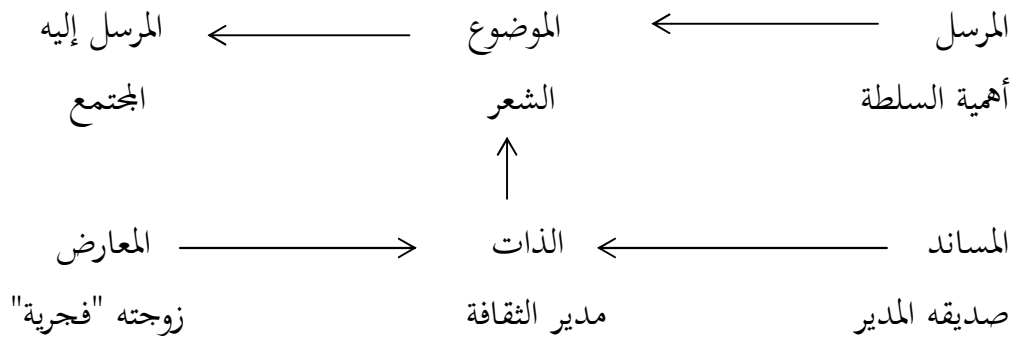 المرسل الموضوع المرسل إليه
أهمية السلطة الشعر المجتمع
المساند الذات المعارض
صديقه المدير مدير الثقافة زوجته "فجرية"